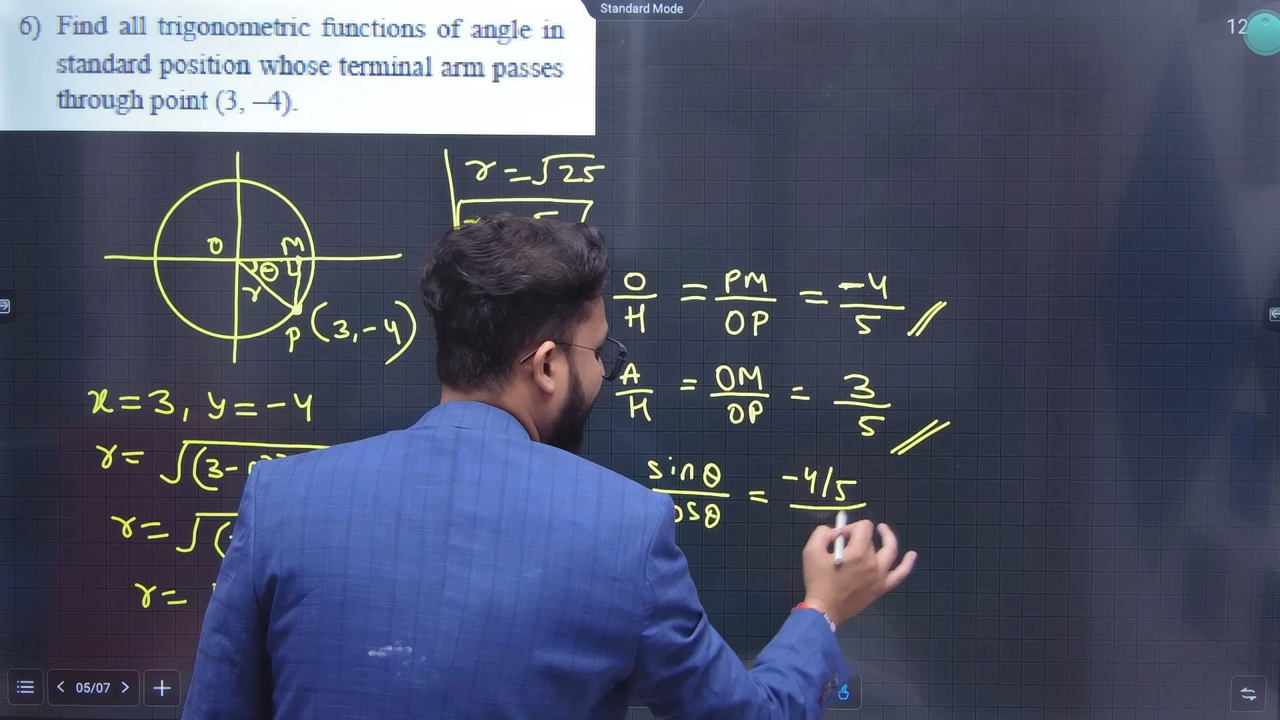 Standard Mode
12
6) Find all trigonometric functions of angle in
standard position whose terminal arm passes
through point (3, –4).
O M
θ
r
P (3,-4)
x=3, y=-4
r= √(3-
r= √(
r=
r=√25
O/H = PM/OP = -4/5 //
A/H = OM/OP = 3/5 //
sinθ/osθ = -4/5
05/07